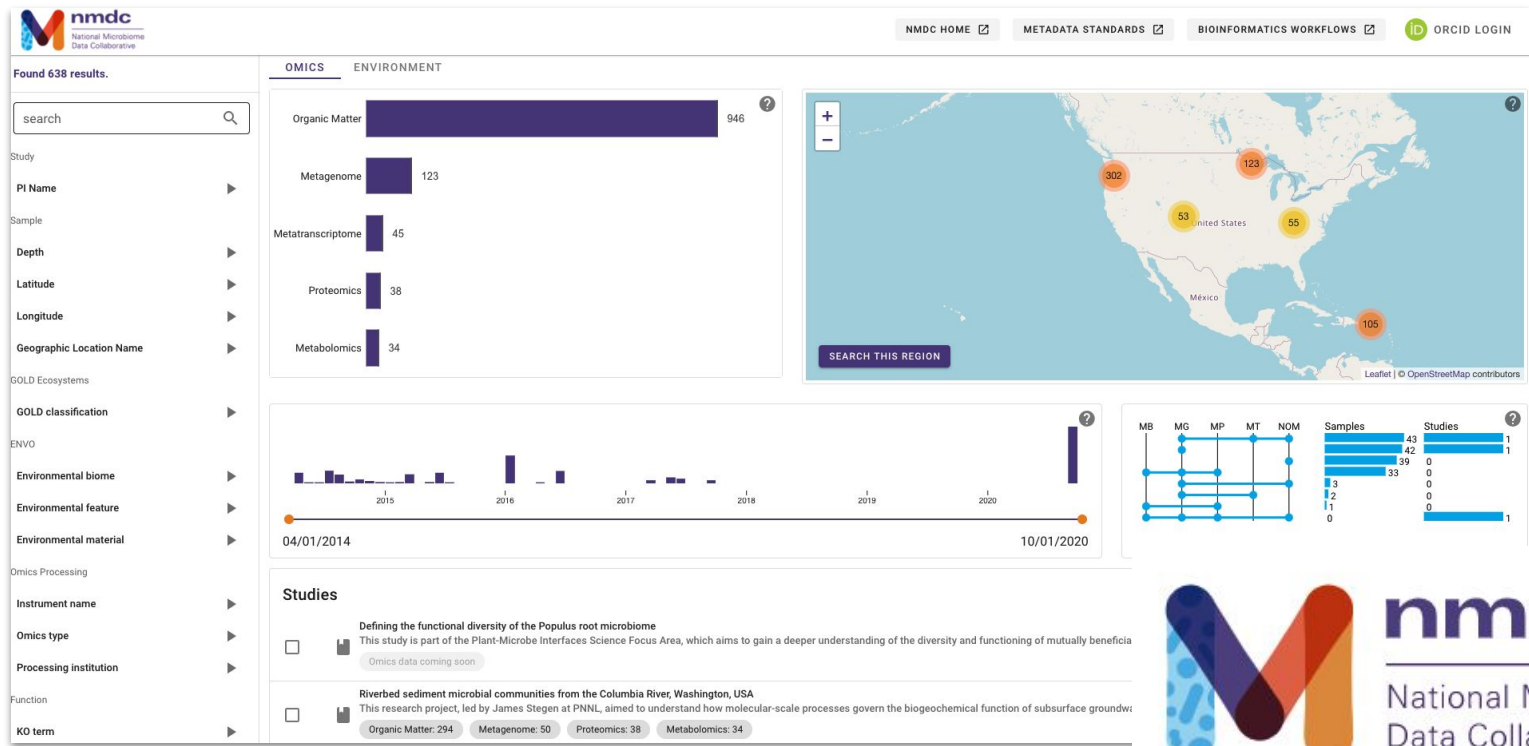 nmdc
National Microbiome
Data Collaborative
NMDC HOME
METADATA STANDARDS
BIOINFORMATICS WORKFLOWS
iD ORCID LOGIN
Found 638 results.
search
Study
PI Name
Sample
Depth
Latitude
Longitude
Geographic Location Name
GOLD Ecosystems
GOLD classification
ENVO
Environmental biome
Environmental feature
Environmental material
Omics Processing
Instrument name
Omics type
Processing institution
Function
KO term
OMICS ENVIRONMENT
?
Organic Matter 946
Metagenome 123
Metatranscriptome 45
Proteomics 38
Metabolomics 34
?
+
−
302
123
53
United States
55
México
105
SEARCH THIS REGION
Leaflet | © OpenStreetMap contributors
?
2015 2016 2017 2018 2019 2020
04/01/2014 10/01/2020
?
MB MG MP MT NOM Samples Studies
43 1
42 1
39 0
33 0
3 0
2 0
1 0
0 1
Studies
Defining the functional diversity of the Populus root microbiome
This study is part of the Plant-Microbe Interfaces Science Focus Area, which aims to gain a deeper understanding of the diversity and functioning of mutually beneficia
Omics data coming soon
Riverbed sediment microbial communities from the Columbia River, Washington, USA
This research project, led by James Stegen at PNNL, aimed to understand how molecular-scale processes govern the biogeochemical function of subsurface groundwa
Organic Matter: 294 Metagenome: 50 Proteomics: 38 Metabolomics: 34
nm
National M
Data Colla